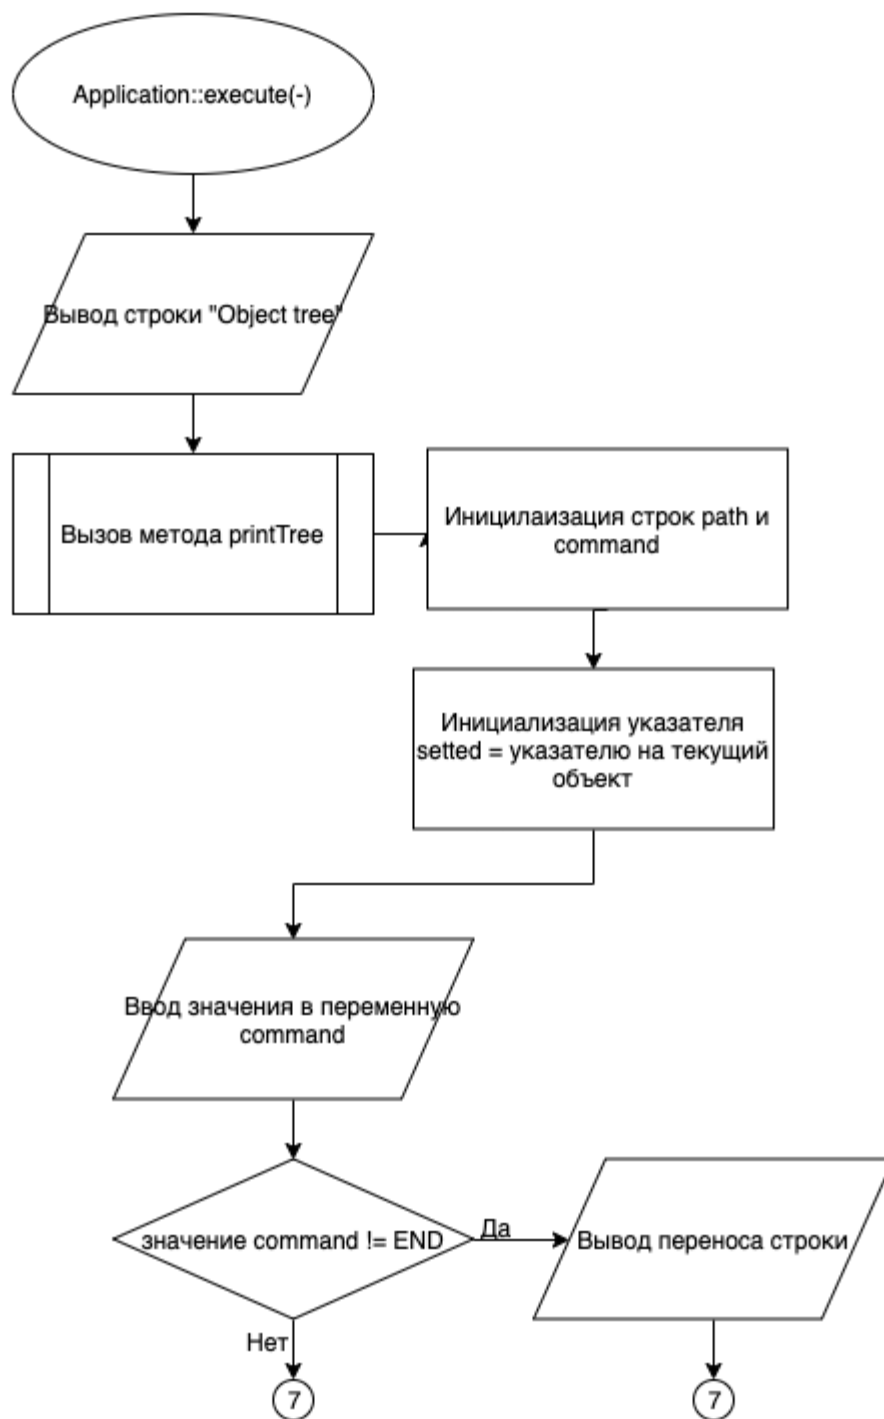 Application::execute(-)
Вывод строки "Object tree"
Вызов метода printTree
Иницилаизация строк path и
command
Инициализация указателя
setted = указателю на текущий
объект
Ввод значения в переменную
command
значение command != END
Да
Вывод переноса строки
Нет
7
7